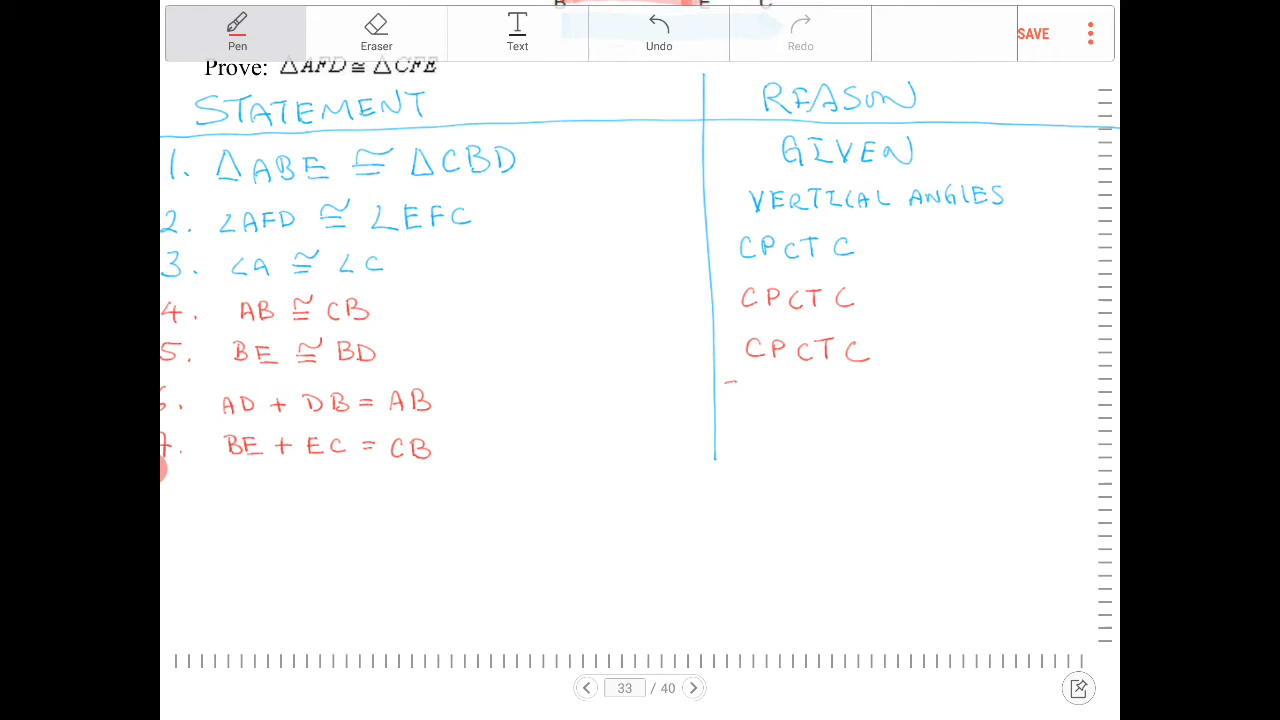 B E C
Pen Eraser Text Undo Redo SAVE
Prove: △AFD ≅ △CFE
STATEMENT REASON
1. △ABE ≅ △CBD GIVEN
2. ∠AFD ≅ ∠EFC VERTICAL ANGLES
3. ∠A ≅ ∠C CPCTC
4. AB ≅ CB CPCTC
5. BE ≅ BD CPCTC
6. AD + DB = AB
7. BE + EC = CB
33 / 40